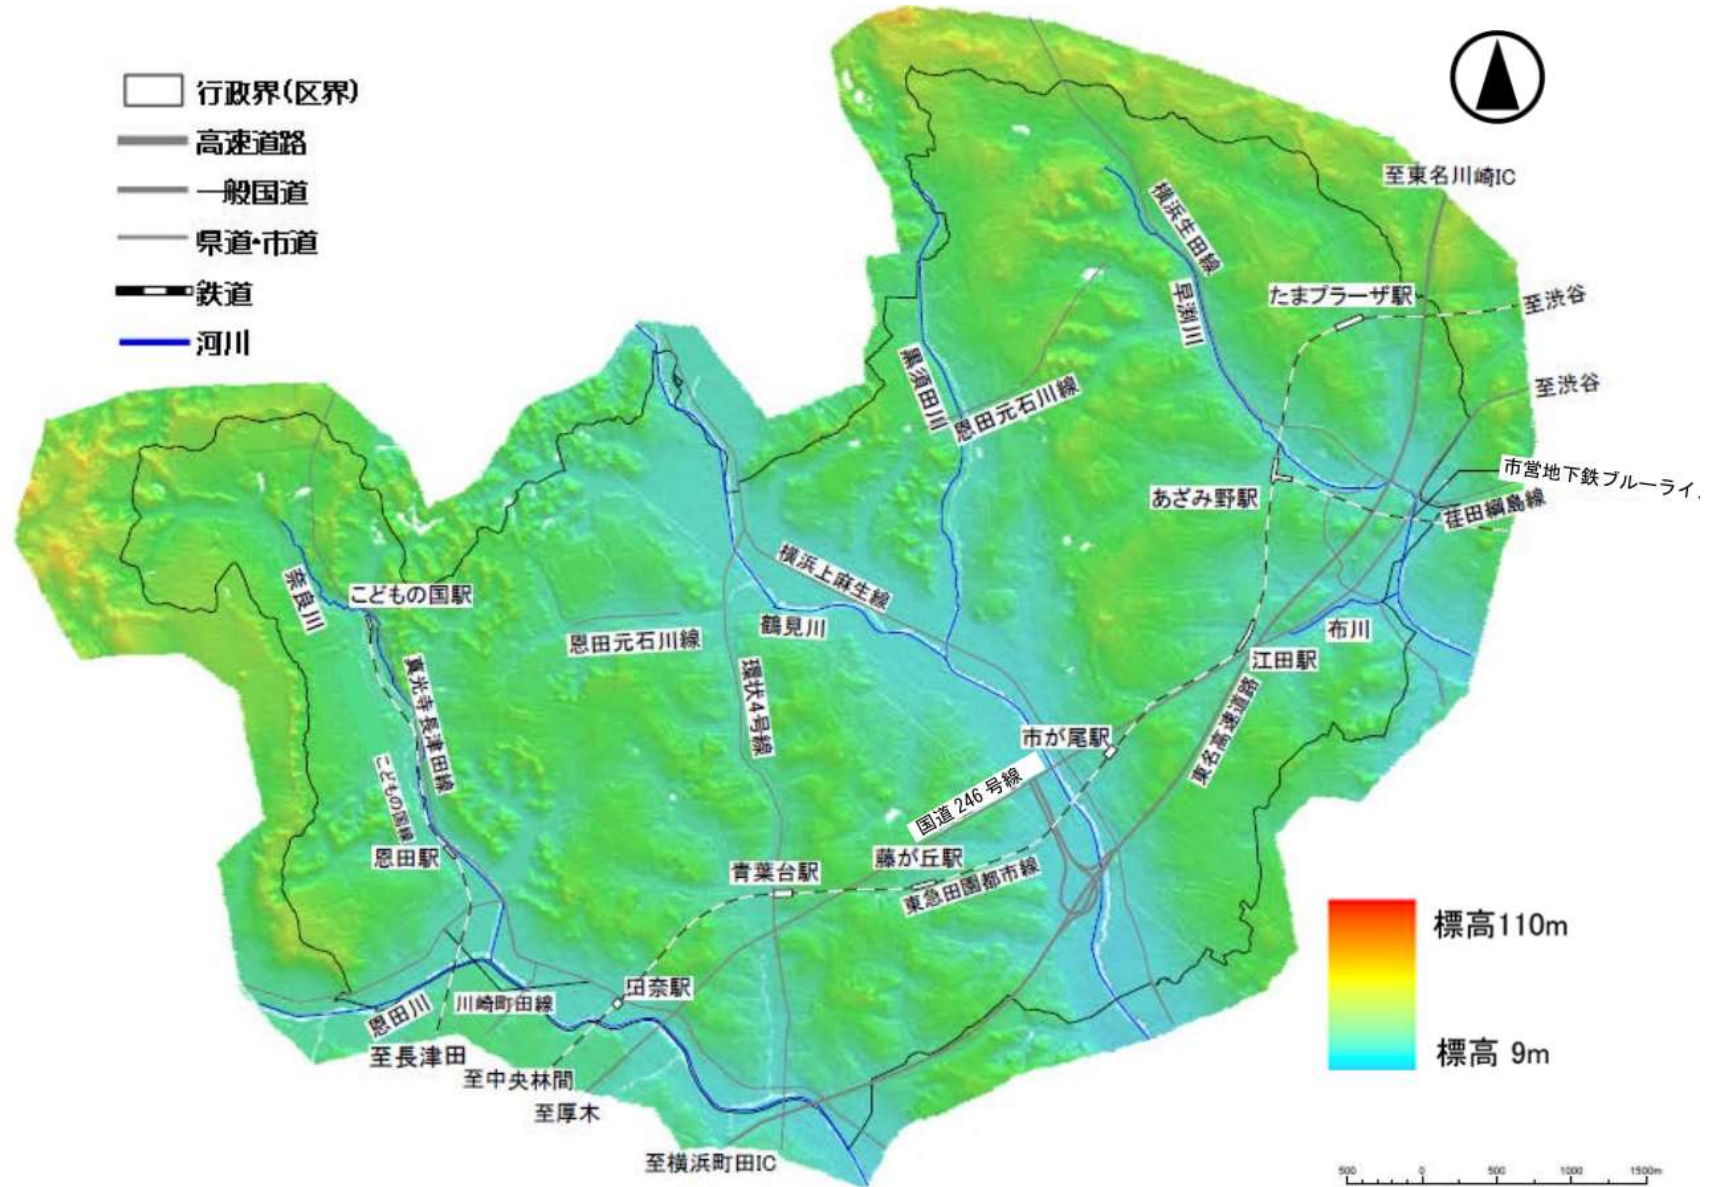 行政界(区界)
高速道路
一般国道
県道・市道
鉄道
河川
至東名川崎IC
横浜生田線
早渕川
たまプラーザ駅
至渋谷
至渋谷
黒須田川
恩田元石川線
あざみ野駅
市営地下鉄ブルーライ
荏田綱島線
奈良川
こどもの国駅
横浜上麻生線
鶴見川
恩田元石川線
布川
江田駅
真光寺長津田線
環状4号線
東名高速道路
市が尾駅
こどもの国線
国道 246 号線
恩田駅
青葉台駅
藤が丘駅
東急田園都市線
標高110m
標高 9m
田奈駅
川崎町田線
恩田川
至長津田
至中央林間
至厚木
至横浜町田IC
500 0 500 1000 1500m